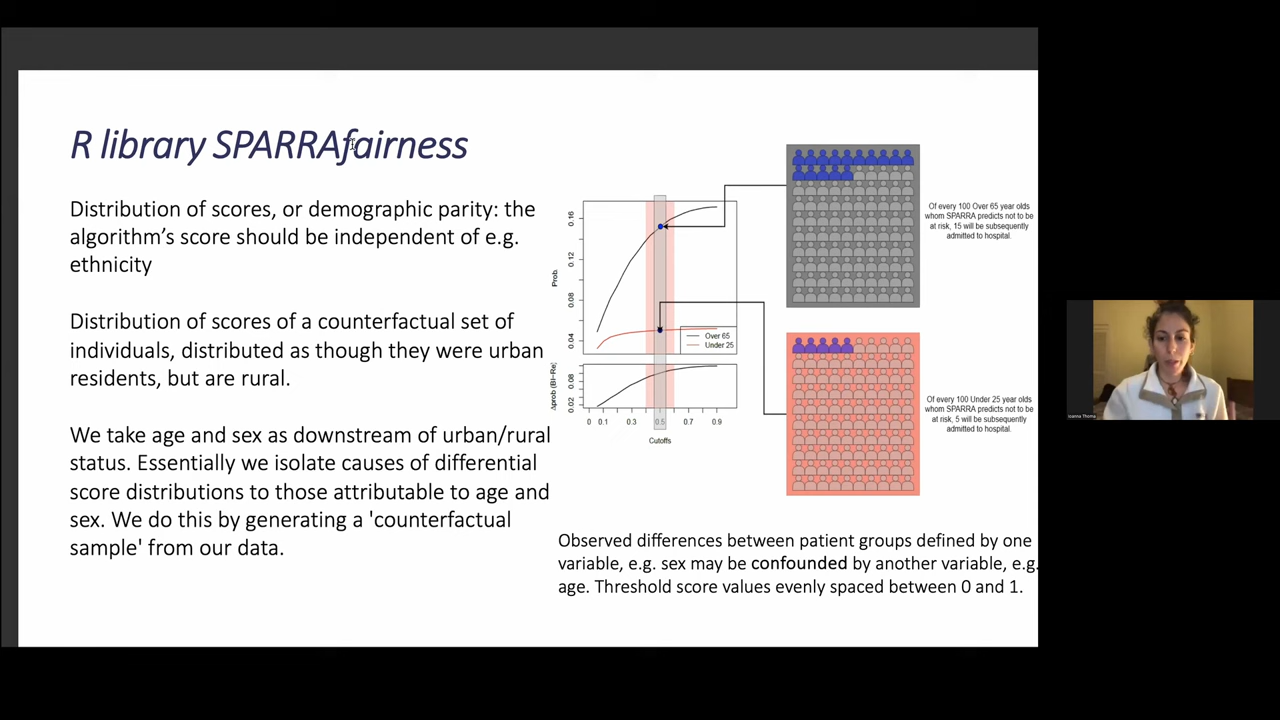 R library SPARRAfairness
Distribution of scores, or demographic parity: the
algorithm's score should be independent of e.g.
ethnicity
Distribution of scores of a counterfactual set of
individuals, distributed as though they were urban
residents, but are rural.
We take age and sex as downstream of urban/rural
status. Essentially we isolate causes of differential
score distributions to those attributable to age and
sex. We do this by generating a 'counterfactual
sample' from our data.
Prob.
0.16
0.12
0.08
0.04
Over 65
Under 25
Δprob (Bl−Re)
0.08
0.02
0 0.1 0.3 0.5 0.7 0.9
Cutoffs
Of every 100 Over 65 year olds
whom SPARRA predicts not to be
at risk, 15 will be subsequently
admitted to hospital.
Of every 100 Under 25 year olds
whom SPARRA predicts not to be
at risk, 5 will be subsequently
admitted to hospital.
Observed differences between patient groups defined by one
variable, e.g. sex may be confounded by another variable, e.g.
age. Threshold score values evenly spaced between 0 and 1.
Joanna Thoma